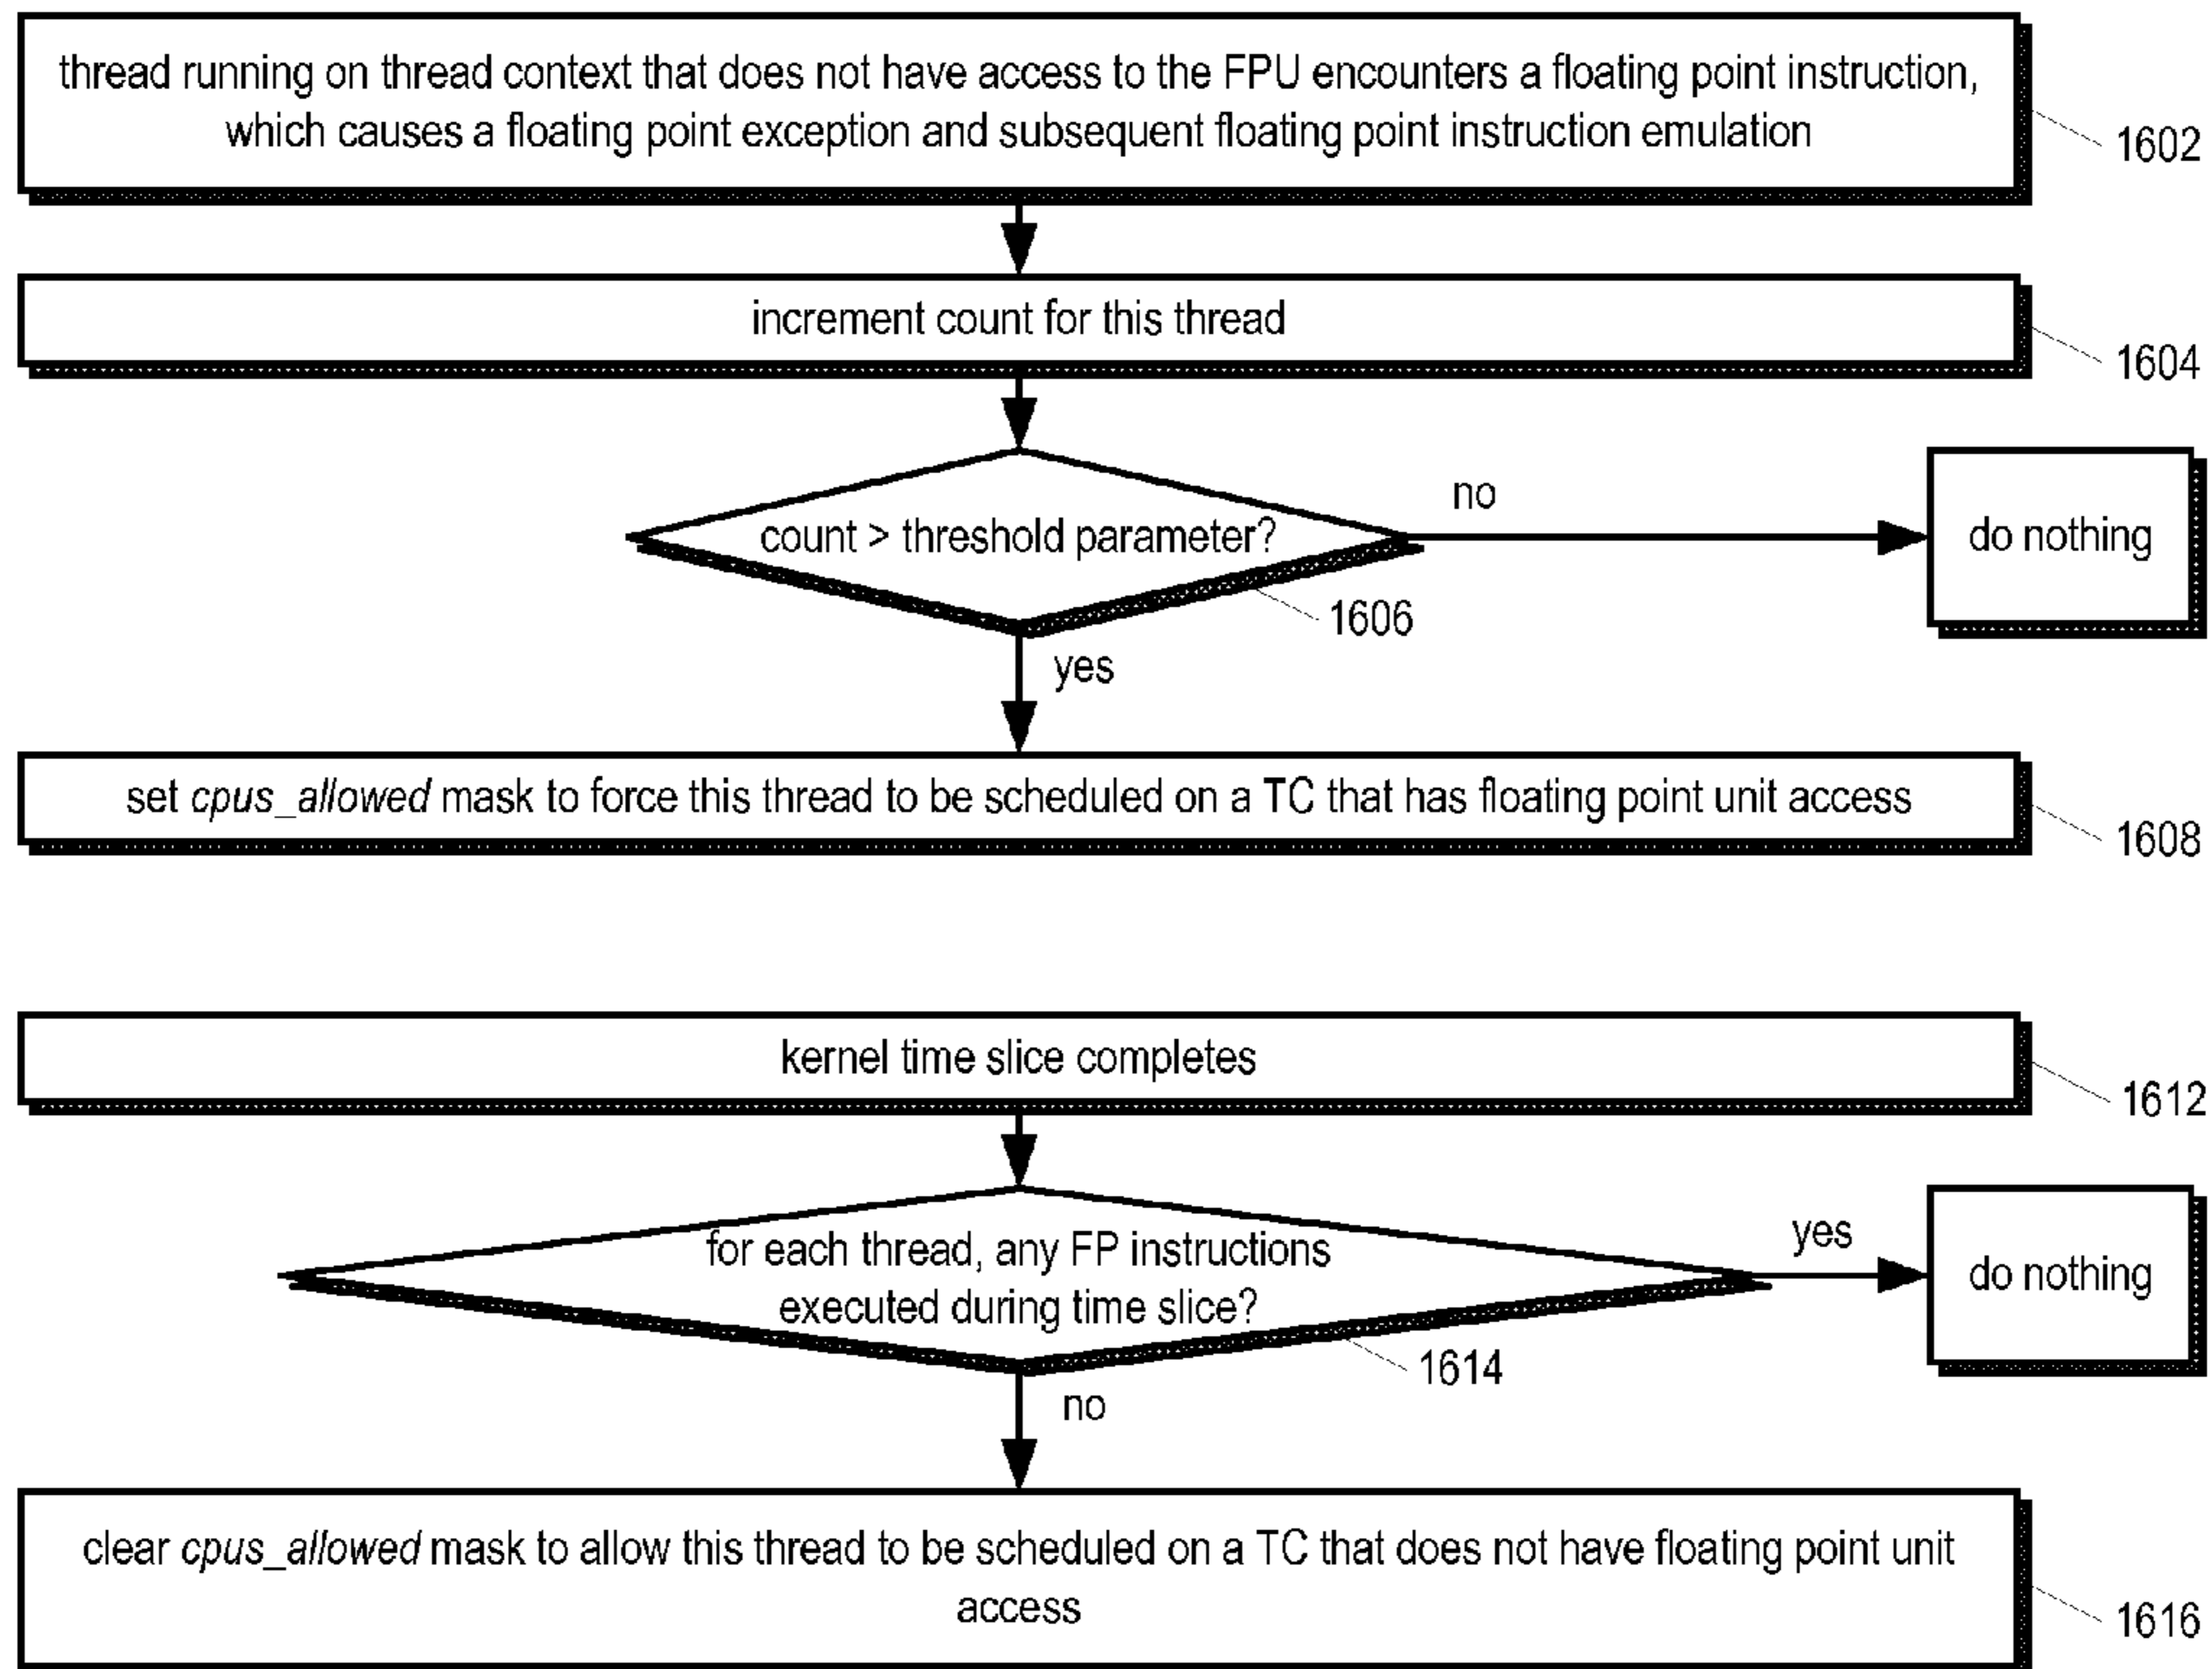 thread running on thread context that does not have access to the FPU encounters a floating point instruction,
which causes a floating point exception and subsequent floating point instruction emulation
1602
increment count for this thread
1604
no
count > threshold parameter?
do nothing
1606
yes
set cpus_allowed mask to force this thread to be scheduled on a TC that has floating point unit access
1608
kernel time slice completes
1612
yes
for each thread, any FP instructions
executed during time slice?
do nothing
1614
no
clear cpus_allowed mask to allow this thread to be scheduled on a TC that does not have floating point unit
access
1616